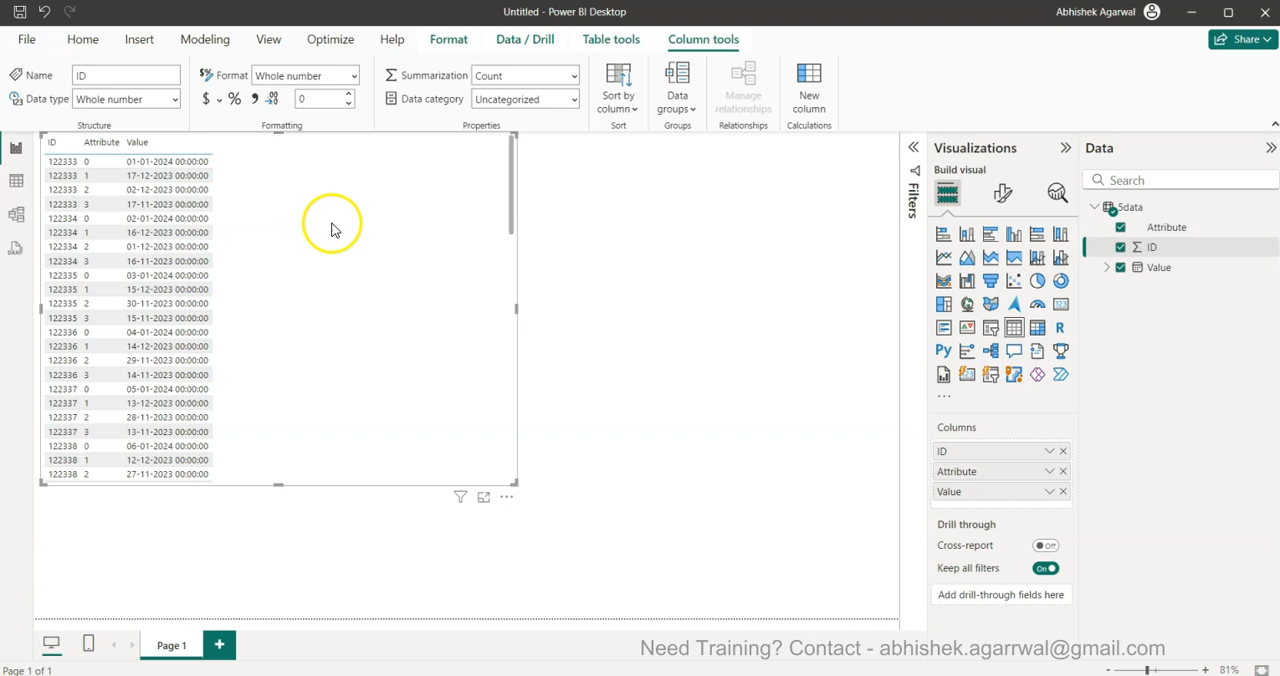 Untitled - Power BI Desktop
Abhishek Agarwal
File Home Insert Modeling View Optimize Help Format Data / Drill Table tools Column tools
Share
Name ID
Data type Whole number
Structure
Format Whole number
$ % 0
Formatting
Summarization Count
Data category Uncategorized
Properties
Sort by column
Sort
Data groups
Groups
Manage relationships
Relationships
New column
Calculations
ID Attribute Value
122333 0 01-01-2024 00:00:00
122333 1 17-12-2023 00:00:00
122333 2 02-12-2023 00:00:00
122333 3 17-11-2023 00:00:00
122334 0 02-01-2024 00:00:00
122334 1 16-12-2023 00:00:00
122334 2 01-12-2023 00:00:00
122334 3 16-11-2023 00:00:00
122335 0 03-01-2024 00:00:00
122335 1 15-12-2023 00:00:00
122335 2 30-11-2023 00:00:00
122335 3 15-11-2023 00:00:00
122336 0 04-01-2024 00:00:00
122336 1 14-12-2023 00:00:00
122336 2 29-11-2023 00:00:00
122336 3 14-11-2023 00:00:00
122337 0 05-01-2024 00:00:00
122337 1 13-12-2023 00:00:00
122337 2 28-11-2023 00:00:00
122337 3 13-11-2023 00:00:00
122338 0 06-01-2024 00:00:00
122338 1 12-12-2023 00:00:00
122338 2 27-11-2023 00:00:00
Filters
Visualizations
Build visual
R
Py
123
Columns
ID
Attribute
Value
Drill through
Cross-report Off
Keep all filters On
Add drill-through fields here
Data
Search
5data
Attribute
ID
Value
Page 1
Need Training? Contact - abhishek.agarrwal@gmail.com
Page 1 of 1
81%